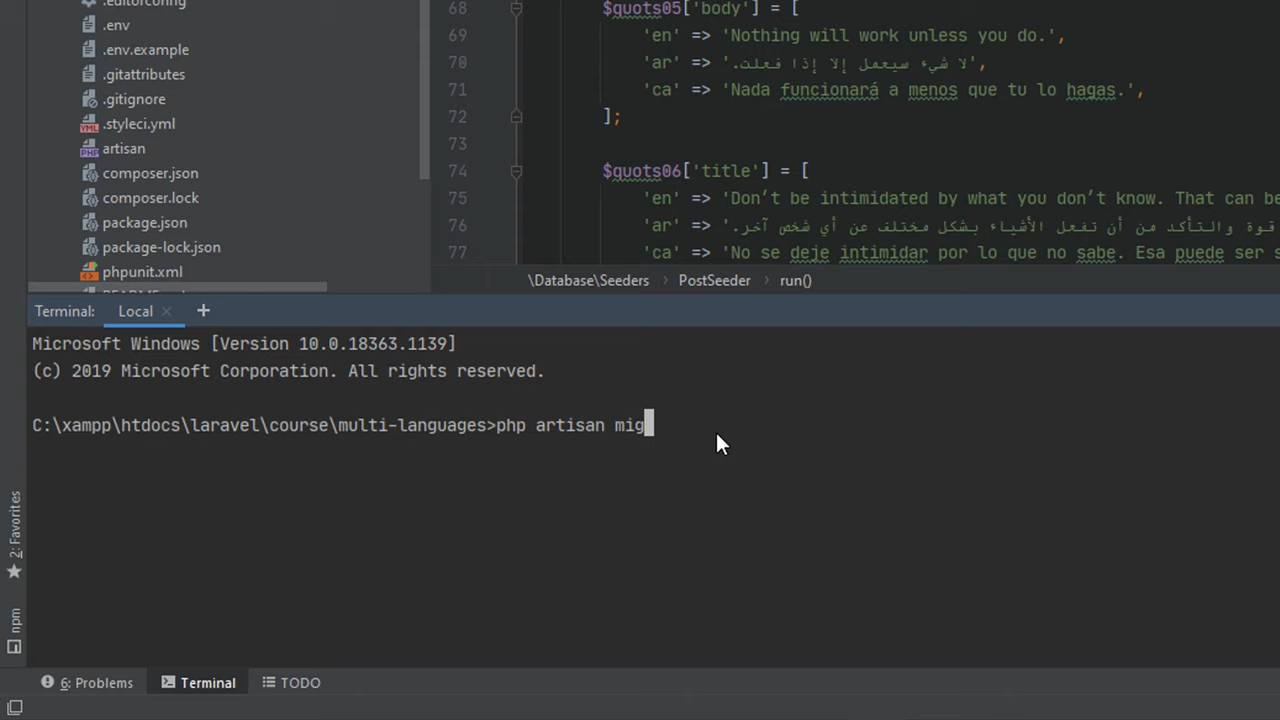 .editorconfig
.env
.env.example
.gitattributes
.gitignore
.styleci.yml
artisan
composer.json
composer.lock
package.json
package-lock.json
phpunit.xml
68 $quots05['body'] = [
69 'en' => 'Nothing will work unless you do.',
70 'ar' => 'لا شيء سيعمل إلا إذا فعلت.',
71 'ca' => 'Nada funcionará a menos que tu lo hagas.',
72 ];
73
74 $quots06['title'] = [
75 'en' => 'Don’t be intimidated by what you don’t know. That can be
76 'ar' => قوة والتأكد من أن تفعل الأشياء بشكل مختلف عن أي شخص آخر.'
77 'ca' => 'No se deje intimidar por lo que no sabe. Esa puede ser s
\Database\Seeders › PostSeeder › run()
Terminal: Local × +
Microsoft Windows [Version 10.0.18363.1139]
(c) 2019 Microsoft Corporation. All rights reserved.
C:\xampp\htdocs\laravel\course\multi-languages>php artisan mig
2: Favorites
npm
6: Problems Terminal TODO